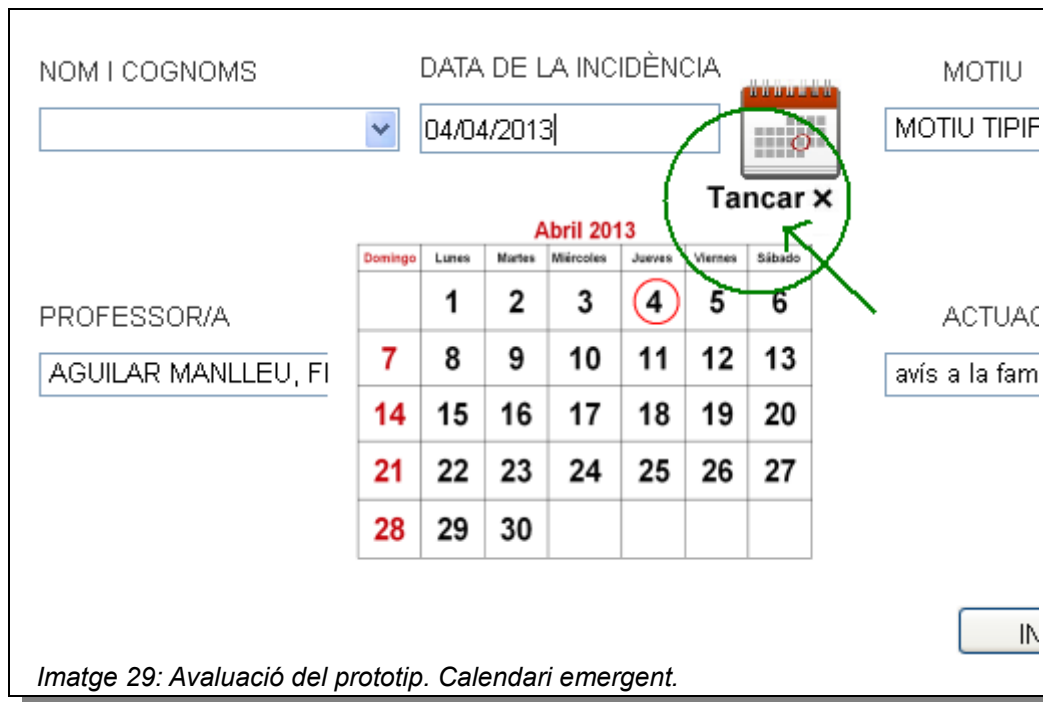 NOM I COGNOMS DATA DE LA INCIDÈNCIA MOTIU
04/04/2013 MOTIU TIPIF
Tancar ×
Abril 2013
Domingo Lunes Martes Miércoles Jueves Viernes Sábado
1 2 3 4 5 6
PROFESSOR/A ACTUAC
7 8 9 10 11 12 13
AGUILAR MANLLEU, FI avís a la fam
14 15 16 17 18 19 20
21 22 23 24 25 26 27
28 29 30
IN
Imatge 29: Avaluació del prototip. Calendari emergent.